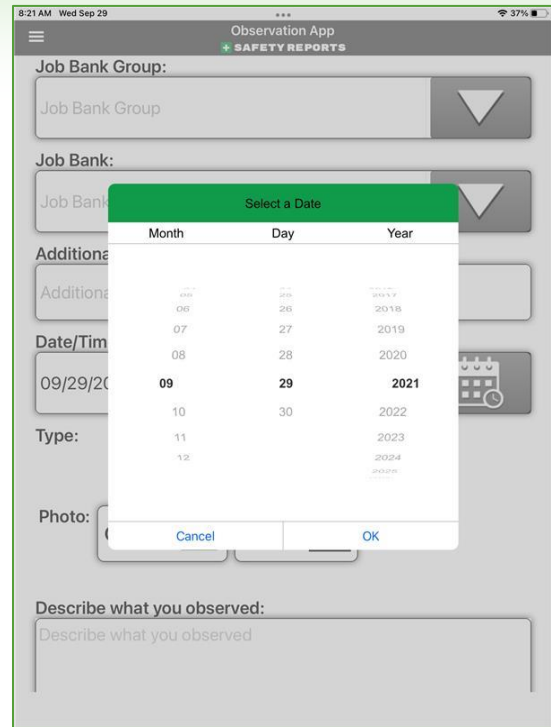 8:21 AM Wed Sep 29
37%
Observation App
SAFETY REPORTS
Job Bank Group:
Job Bank Group
Job Bank:
Job Bank
Select a Date
Month Day Year
Additiona
Additiona
2017
06 26 2018
07 27 2019
08 28 2020
Date/Tim
09/29/20
09 29 2021
10 30 2022
11 2023
12 2024
2025
Type:
Photo:
Cancel OK
Describe what you observed:
Describe what you observed